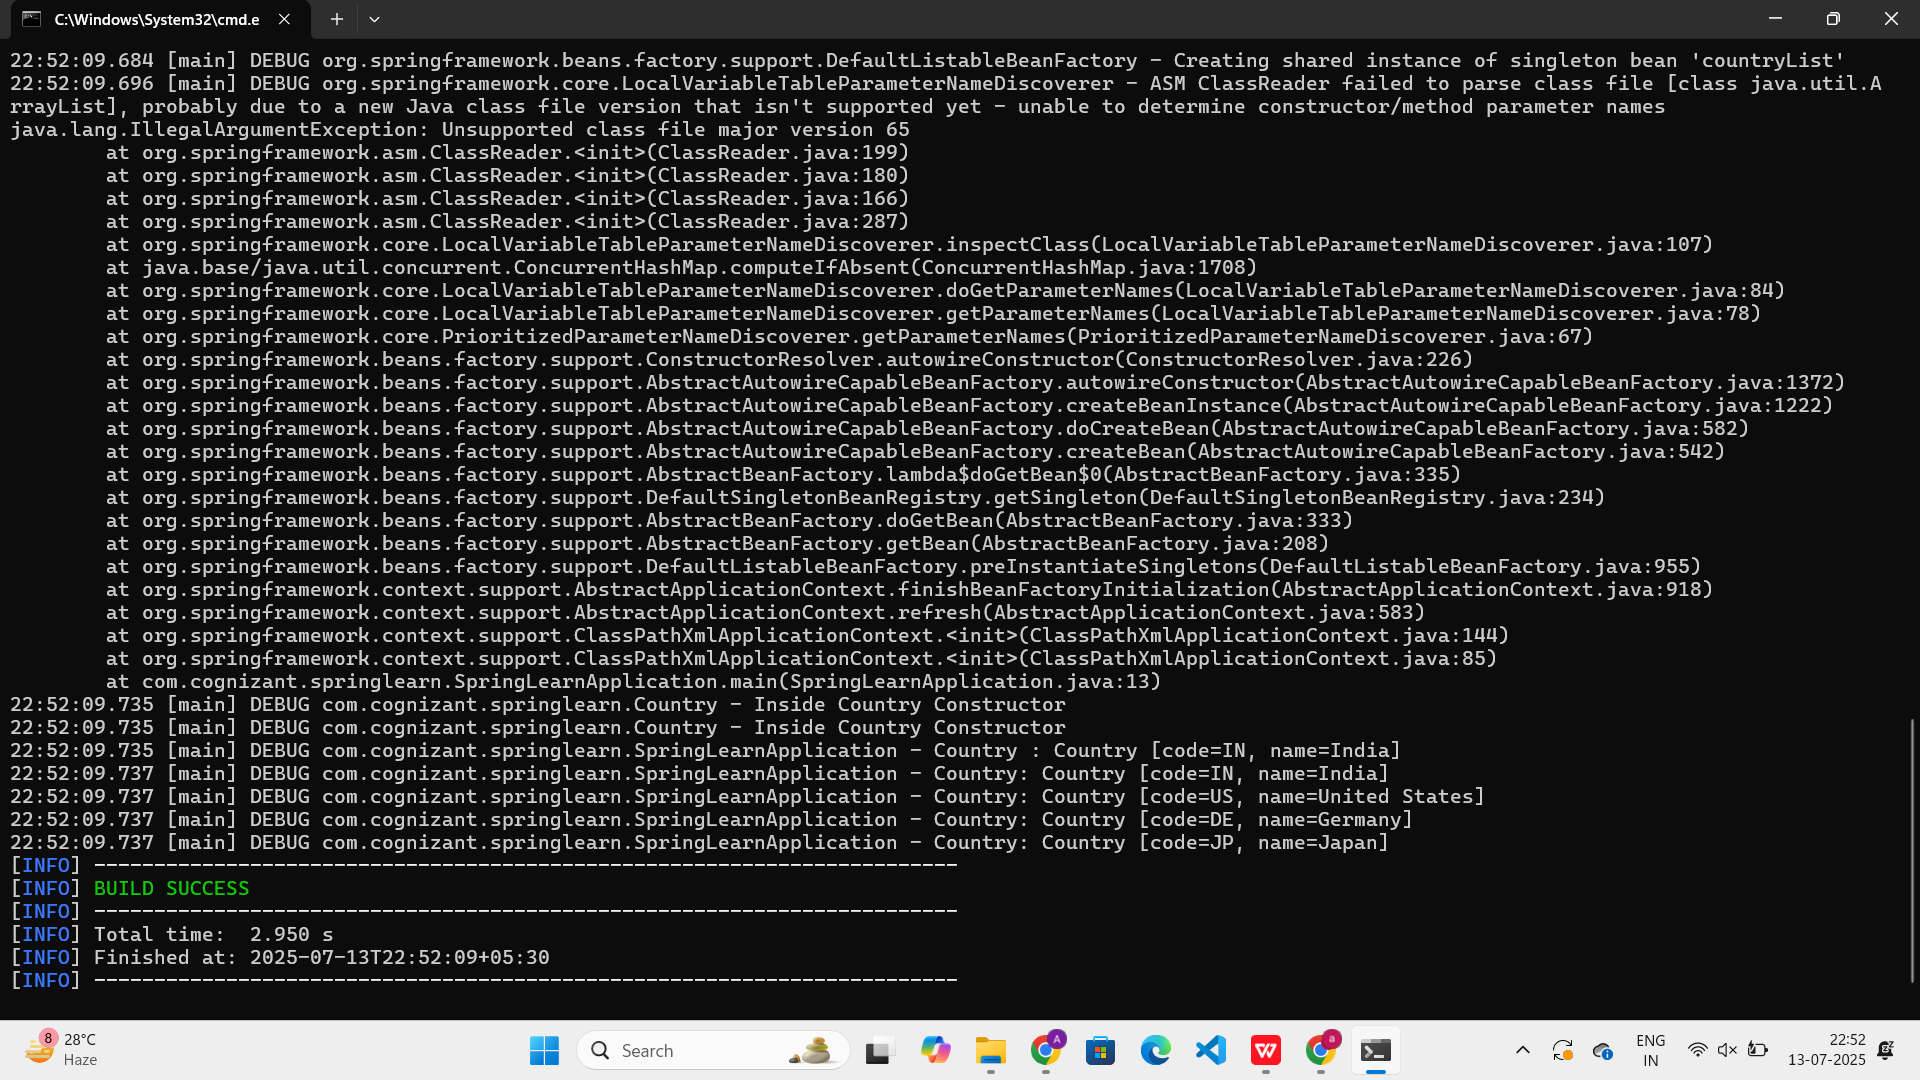 C:\Windows\System32\cmd.e
22:52:09.684 [main] DEBUG org.springframework.beans.factory.support.DefaultListableBeanFactory - Creating shared instance of singleton bean 'countryList'
22:52:09.696 [main] DEBUG org.springframework.core.LocalVariableTableParameterNameDiscoverer - ASM ClassReader failed to parse class file [class java.util.A
rrayList], probably due to a new Java class file version that isn't supported yet - unable to determine constructor/method parameter names
java.lang.IllegalArgumentException: Unsupported class file major version 65
at org.springframework.asm.ClassReader.<init>(ClassReader.java:199)
at org.springframework.asm.ClassReader.<init>(ClassReader.java:180)
at org.springframework.asm.ClassReader.<init>(ClassReader.java:166)
at org.springframework.asm.ClassReader.<init>(ClassReader.java:287)
at org.springframework.core.LocalVariableTableParameterNameDiscoverer.inspectClass(LocalVariableTableParameterNameDiscoverer.java:107)
at java.base/java.util.concurrent.ConcurrentHashMap.computeIfAbsent(ConcurrentHashMap.java:1708)
at org.springframework.core.LocalVariableTableParameterNameDiscoverer.doGetParameterNames(LocalVariableTableParameterNameDiscoverer.java:84)
at org.springframework.core.LocalVariableTableParameterNameDiscoverer.getParameterNames(LocalVariableTableParameterNameDiscoverer.java:78)
at org.springframework.core.PrioritizedParameterNameDiscoverer.getParameterNames(PrioritizedParameterNameDiscoverer.java:67)
at org.springframework.beans.factory.support.ConstructorResolver.autowireConstructor(ConstructorResolver.java:226)
at org.springframework.beans.factory.support.AbstractAutowireCapableBeanFactory.autowireConstructor(AbstractAutowireCapableBeanFactory.java:1372)
at org.springframework.beans.factory.support.AbstractAutowireCapableBeanFactory.createBeanInstance(AbstractAutowireCapableBeanFactory.java:1222)
at org.springframework.beans.factory.support.AbstractAutowireCapableBeanFactory.doCreateBean(AbstractAutowireCapableBeanFactory.java:582)
at org.springframework.beans.factory.support.AbstractAutowireCapableBeanFactory.createBean(AbstractAutowireCapableBeanFactory.java:542)
at org.springframework.beans.factory.support.AbstractBeanFactory.lambda$doGetBean$0(AbstractBeanFactory.java:335)
at org.springframework.beans.factory.support.DefaultSingletonBeanRegistry.getSingleton(DefaultSingletonBeanRegistry.java:234)
at org.springframework.beans.factory.support.AbstractBeanFactory.doGetBean(AbstractBeanFactory.java:333)
at org.springframework.beans.factory.support.AbstractBeanFactory.getBean(AbstractBeanFactory.java:208)
at org.springframework.beans.factory.support.DefaultListableBeanFactory.preInstantiateSingletons(DefaultListableBeanFactory.java:955)
at org.springframework.context.support.AbstractApplicationContext.finishBeanFactoryInitialization(AbstractApplicationContext.java:918)
at org.springframework.context.support.AbstractApplicationContext.refresh(AbstractApplicationContext.java:583)
at org.springframework.context.support.ClassPathXmlApplicationContext.<init>(ClassPathXmlApplicationContext.java:144)
at org.springframework.context.support.ClassPathXmlApplicationContext.<init>(ClassPathXmlApplicationContext.java:85)
at com.cognizant.springlearn.SpringLearnApplication.main(SpringLearnApplication.java:13)
22:52:09.735 [main] DEBUG com.cognizant.springlearn.Country - Inside Country Constructor
22:52:09.735 [main] DEBUG com.cognizant.springlearn.Country - Inside Country Constructor
22:52:09.735 [main] DEBUG com.cognizant.springlearn.SpringLearnApplication - Country : Country [code=IN, name=India]
22:52:09.737 [main] DEBUG com.cognizant.springlearn.SpringLearnApplication - Country: Country [code=IN, name=India]
22:52:09.737 [main] DEBUG com.cognizant.springlearn.SpringLearnApplication - Country: Country [code=US, name=United States]
22:52:09.737 [main] DEBUG com.cognizant.springlearn.SpringLearnApplication - Country: Country [code=DE, name=Germany]
22:52:09.737 [main] DEBUG com.cognizant.springlearn.SpringLearnApplication - Country: Country [code=JP, name=Japan]
[INFO] ------------------------------------------------------------------------
[INFO] BUILD SUCCESS
[INFO] ------------------------------------------------------------------------
[INFO] Total time:  2.950 s
[INFO] Finished at: 2025-07-13T22:52:09+05:30
[INFO] ------------------------------------------------------------------------
8
28°C
Haze
Search
A
a
ENG
IN
22:52
13-07-2025